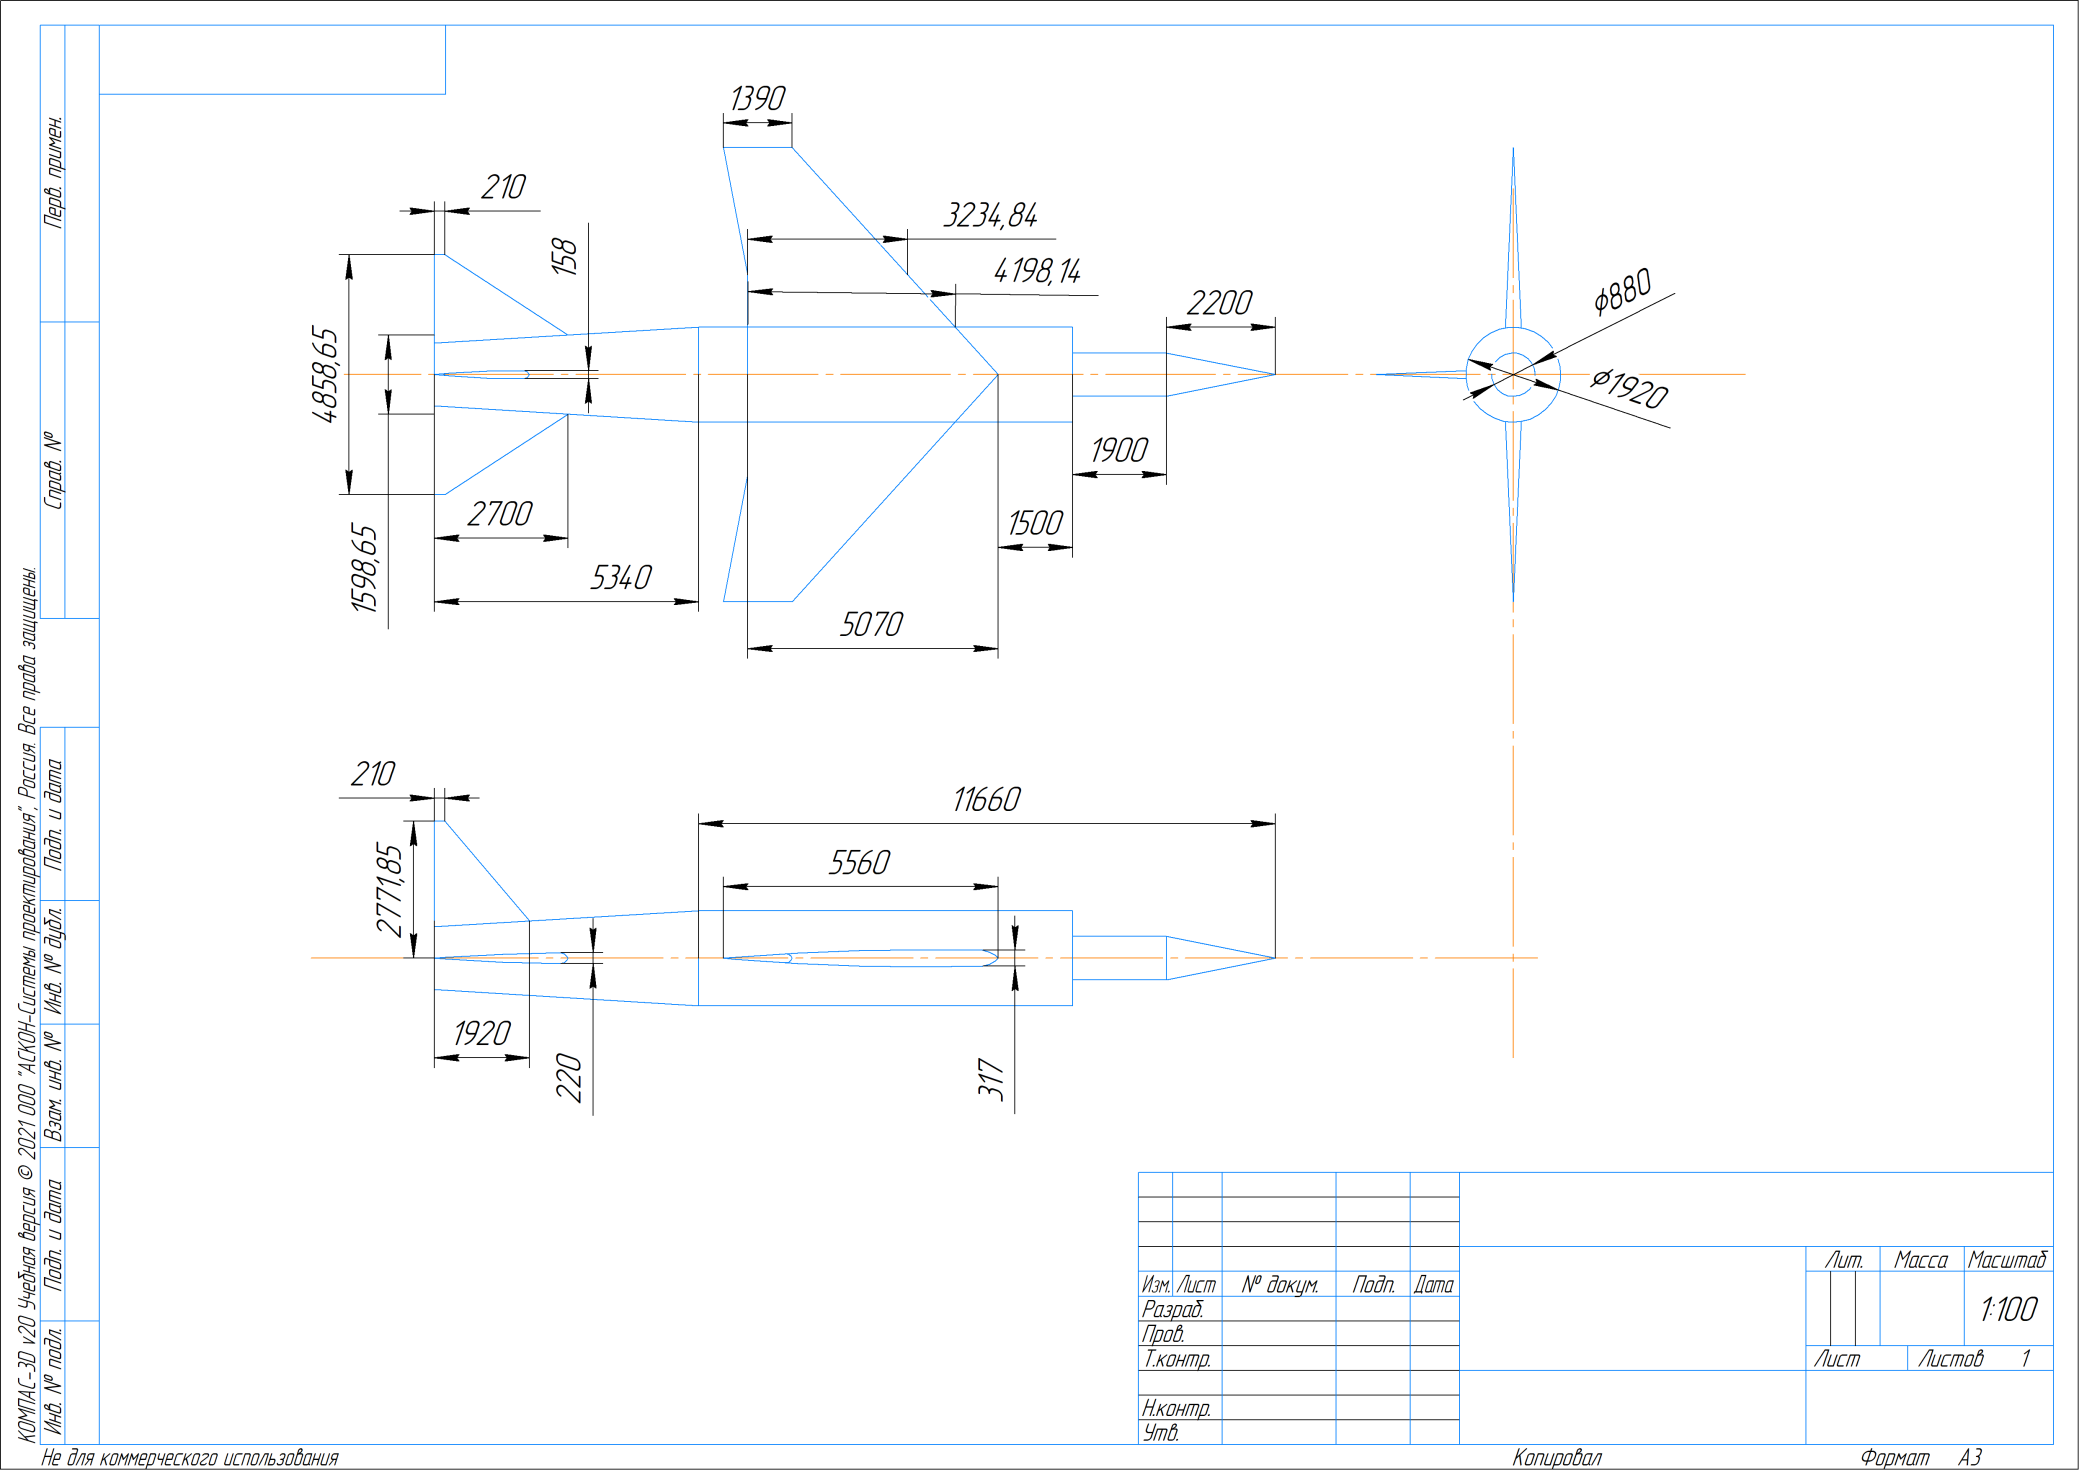 1390
210
158
3234,84
4198,14
2200
⌀880
⌀1920
4858,65
1598,65
2700
5340
5070
1500
1900
210
2771,85
11660
5560
1920
220
317
Перв. примен.
Справ. №
Подп. и дата
Инв. № дубл.
Взам. инв. №
Подп. и дата
Инв. № подл.
КОМПАС-3D v20 Учебная версия © 2021 ООО "АСКОН-Системы проектирования", Россия. Все права защищены.
Изм. Лист № докум. Подп. Дата
Разраб.
Пров.
Т.контр.
Н.контр.
Утв.
Лит. Масса Масштаб
1:100
Лист Листов 1
Не для коммерческого использования
Копировал
Формат А3